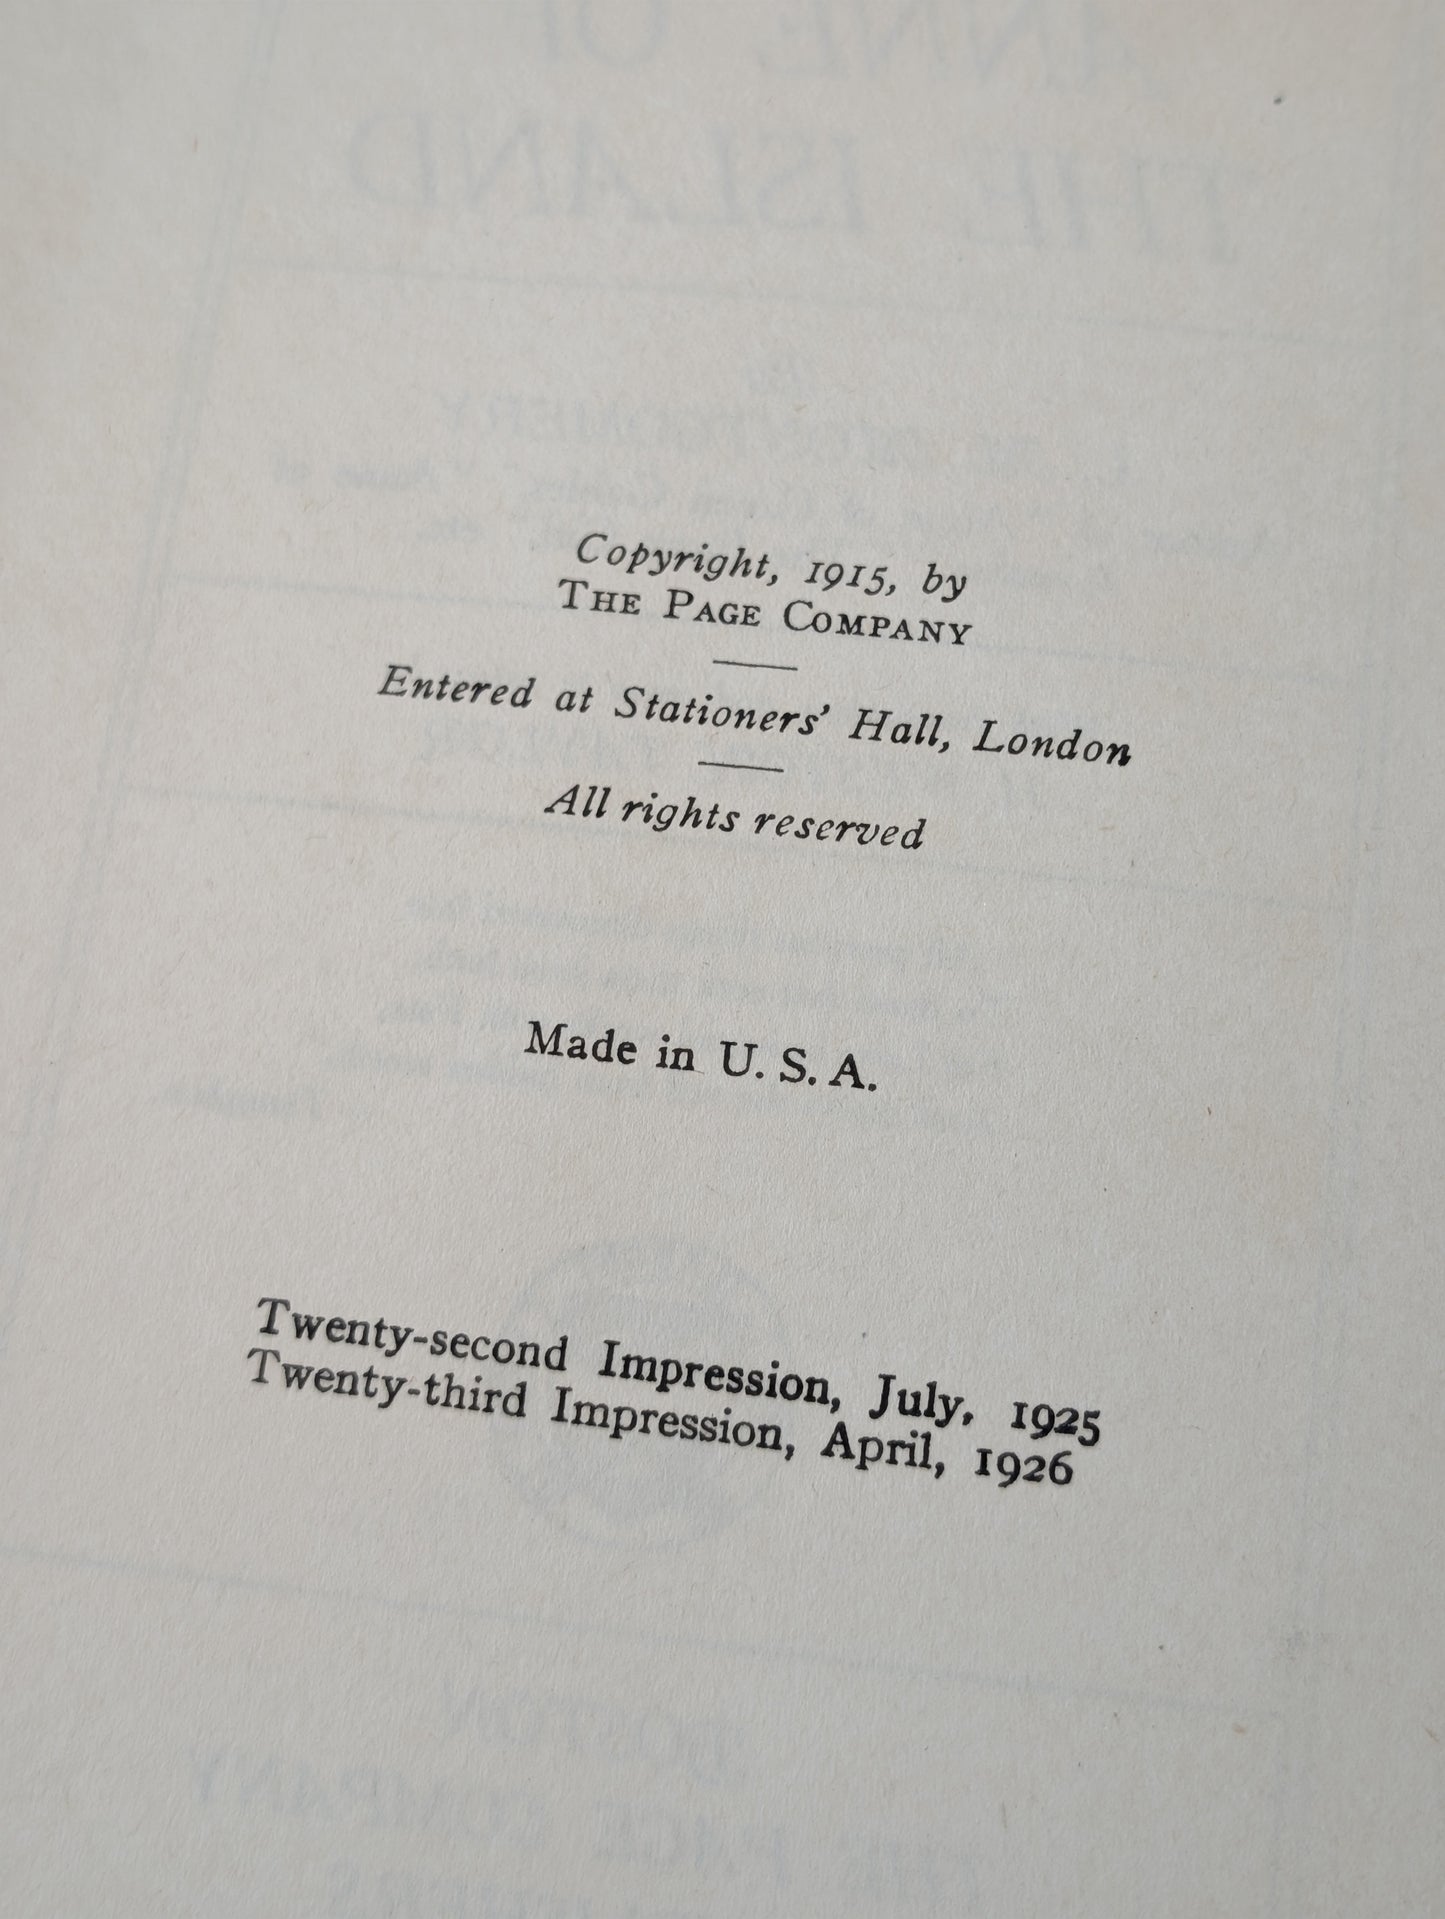 Copyright, 1915, by
THE PAGE COMPANY
Entered at Stationers' Hall, London
All rights reserved
Made in U. S. A.
Twenty-second Impression, July, 1925
Twenty-third Impression, April, 1926